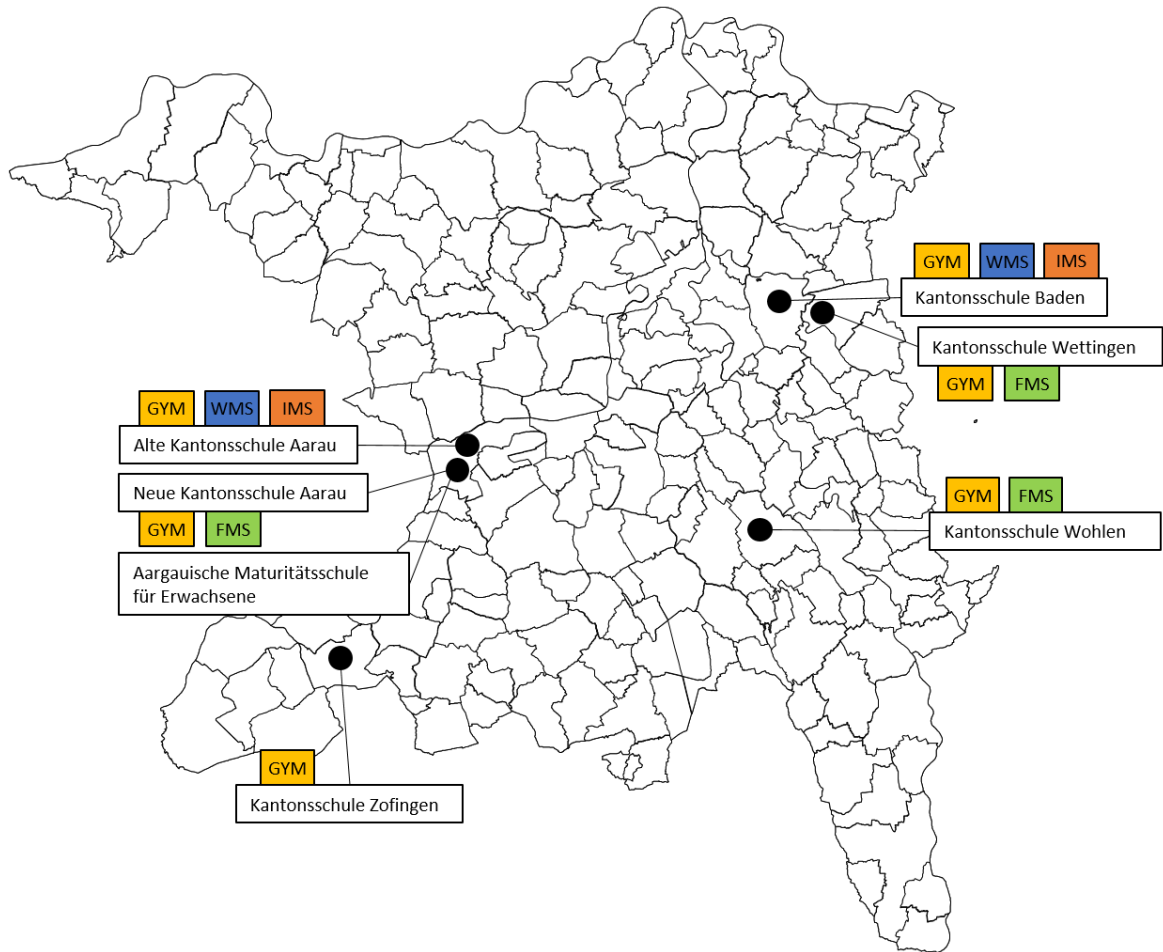 GYM WMS IMS
Kantonsschule Baden
Kantonsschule Wettingen
GYM FMS
GYM WMS IMS
Alte Kantonsschule Aarau
Neue Kantonsschule Aarau
GYM FMS
Aargauische Maturitätsschule
für Erwachsene
GYM FMS
Kantonsschule Wohlen
GYM
Kantonsschule Zofingen